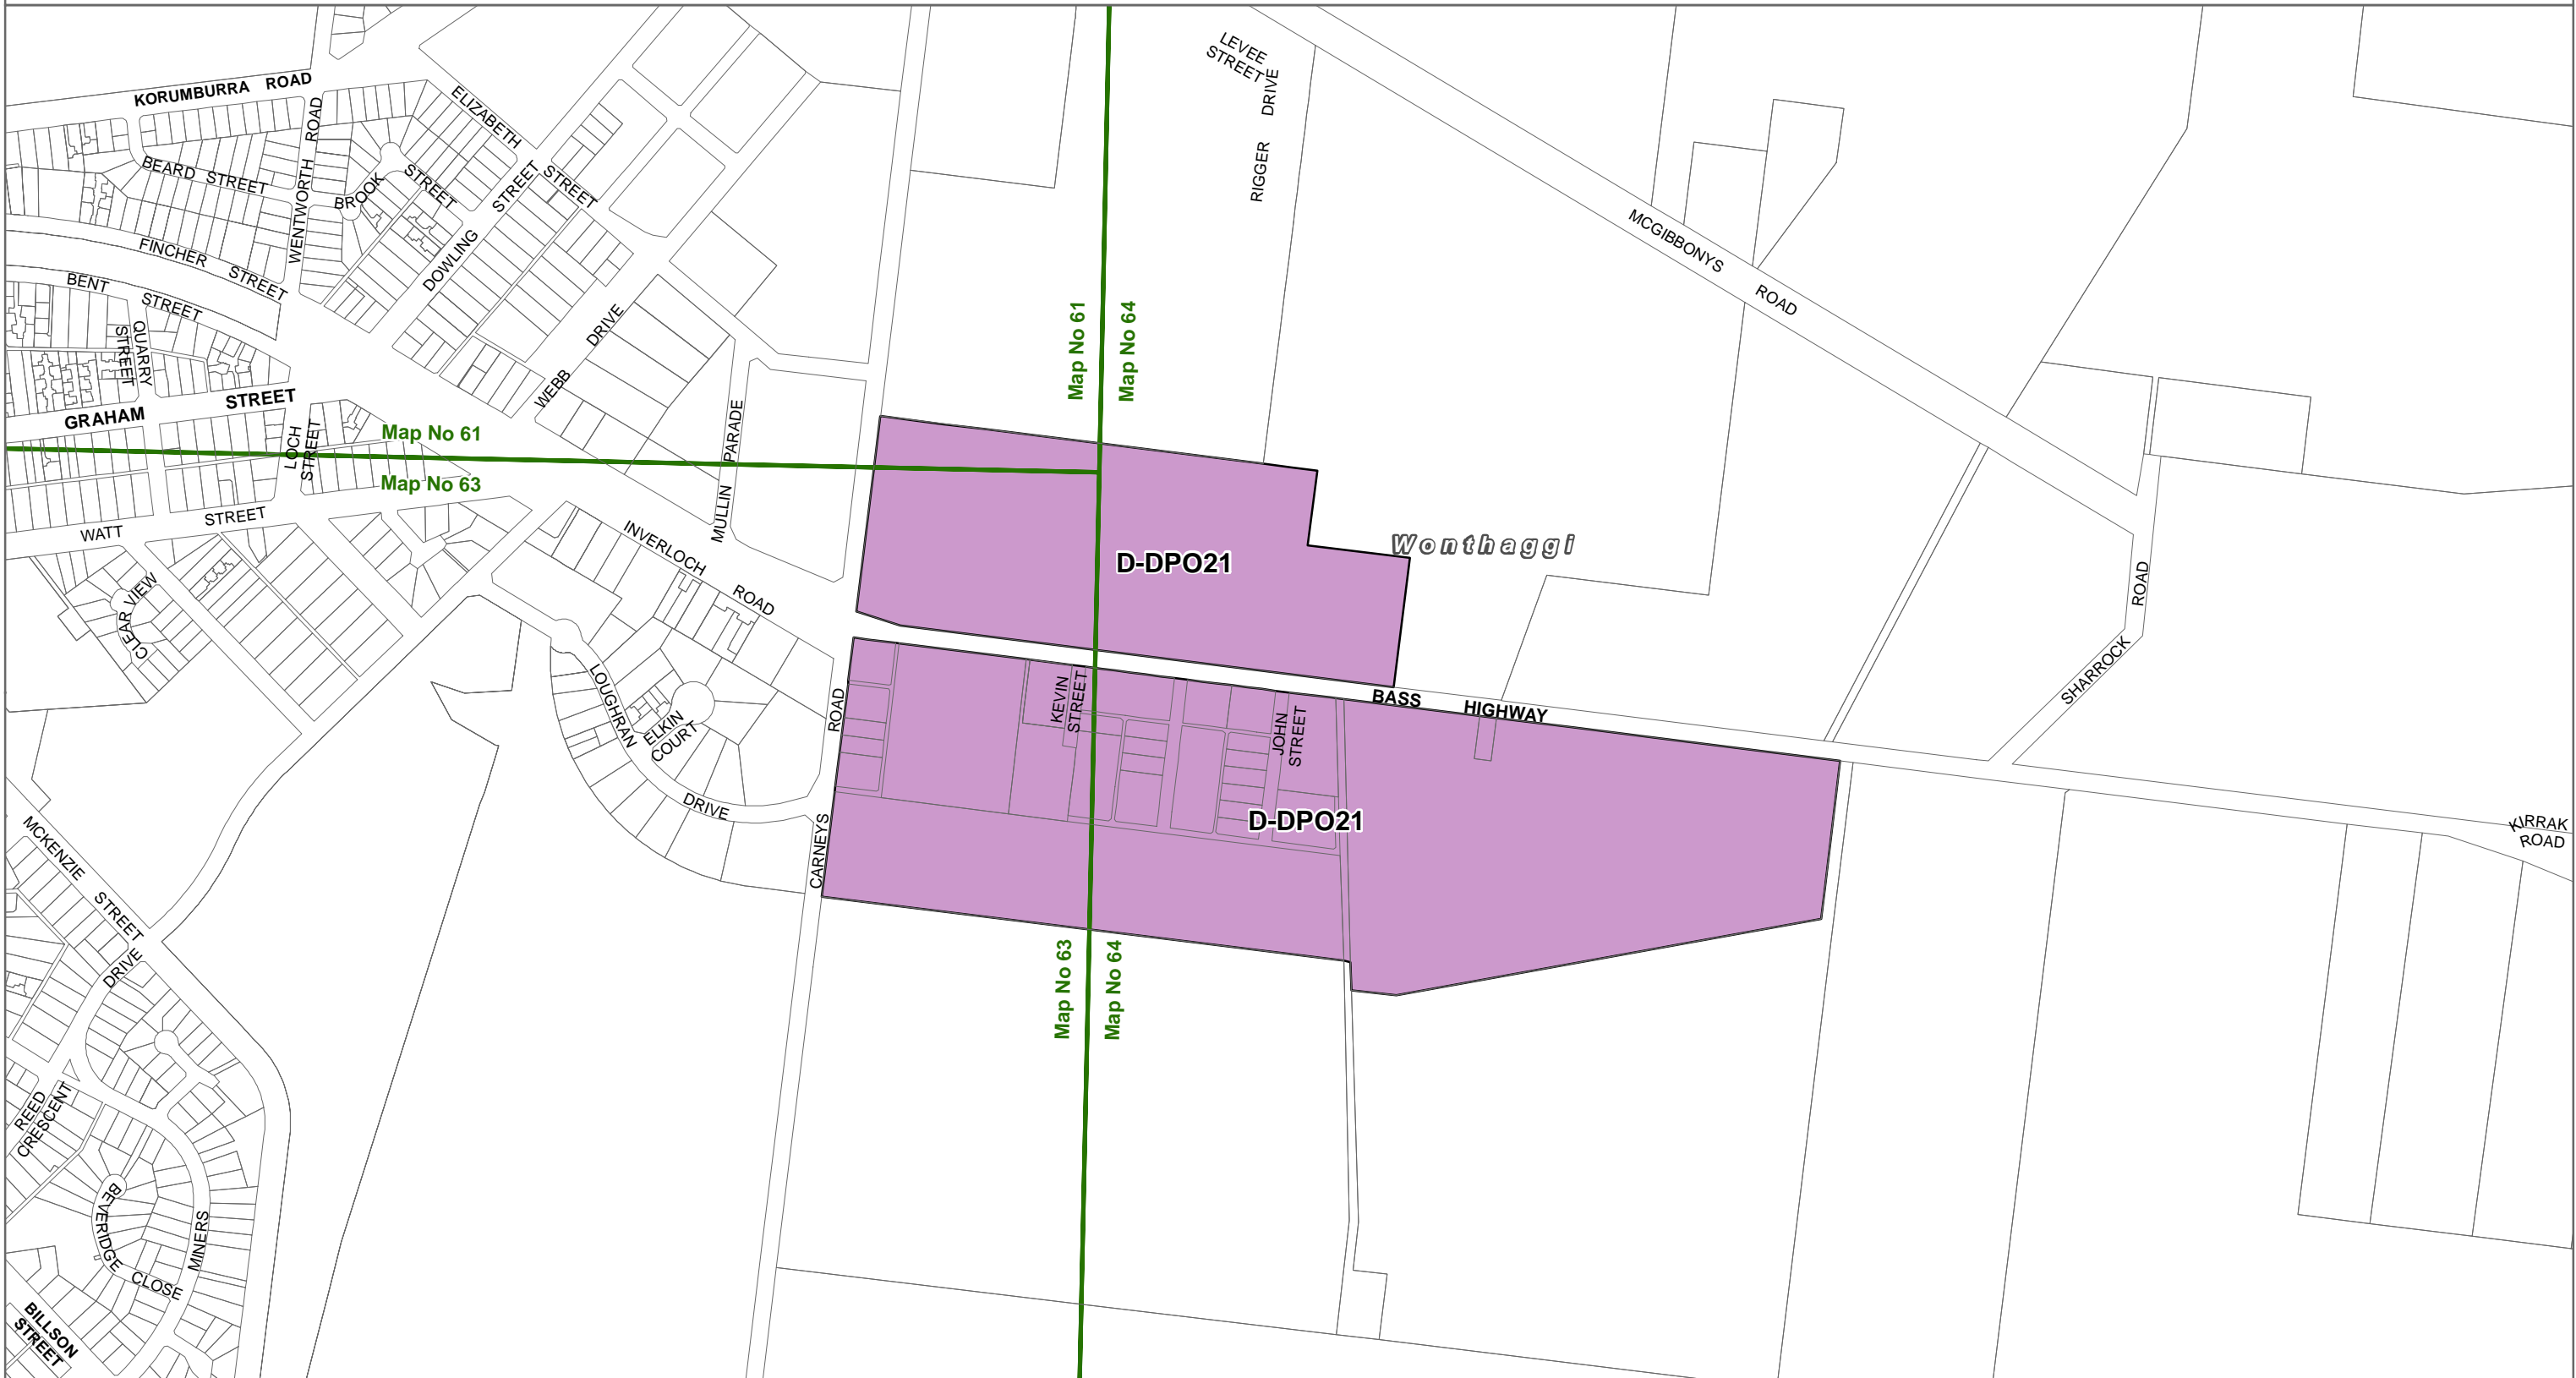 LEVEE
STREET
RIGGER DRIVE
KORUMBURRA ROAD
ELIZABETH STREET
WENTWORTH ROAD
BEARD STREET
BROOK STREET
DOWLING STREET
FINCHER STREET
BENT STREET
QUARRY
STREET
WEBB DRIVE
MCGIBBONYS ROAD
Map No 61
Map No 64
GRAHAM STREET
LOCH
STREET
Map No 61
Map No 63
MULLIN PARADE
WATT STREET
INVERLOCH ROAD
Wonthaggi
D-DPO21
CLEAR VIEW
SHARROCK ROAD
LOUGHRAN DRIVE
ELKIN
COURT
KEVIN
STREET
JOHN
STREET
BASS HIGHWAY
CARNEYS ROAD
D-DPO21
KIRRAK
ROAD
MCKENZIE STREET
Map No 63
Map No 64
REED
CRESCENT
MINERS DRIVE
BEVERIDGE CLOSE
BILLSON
STREET